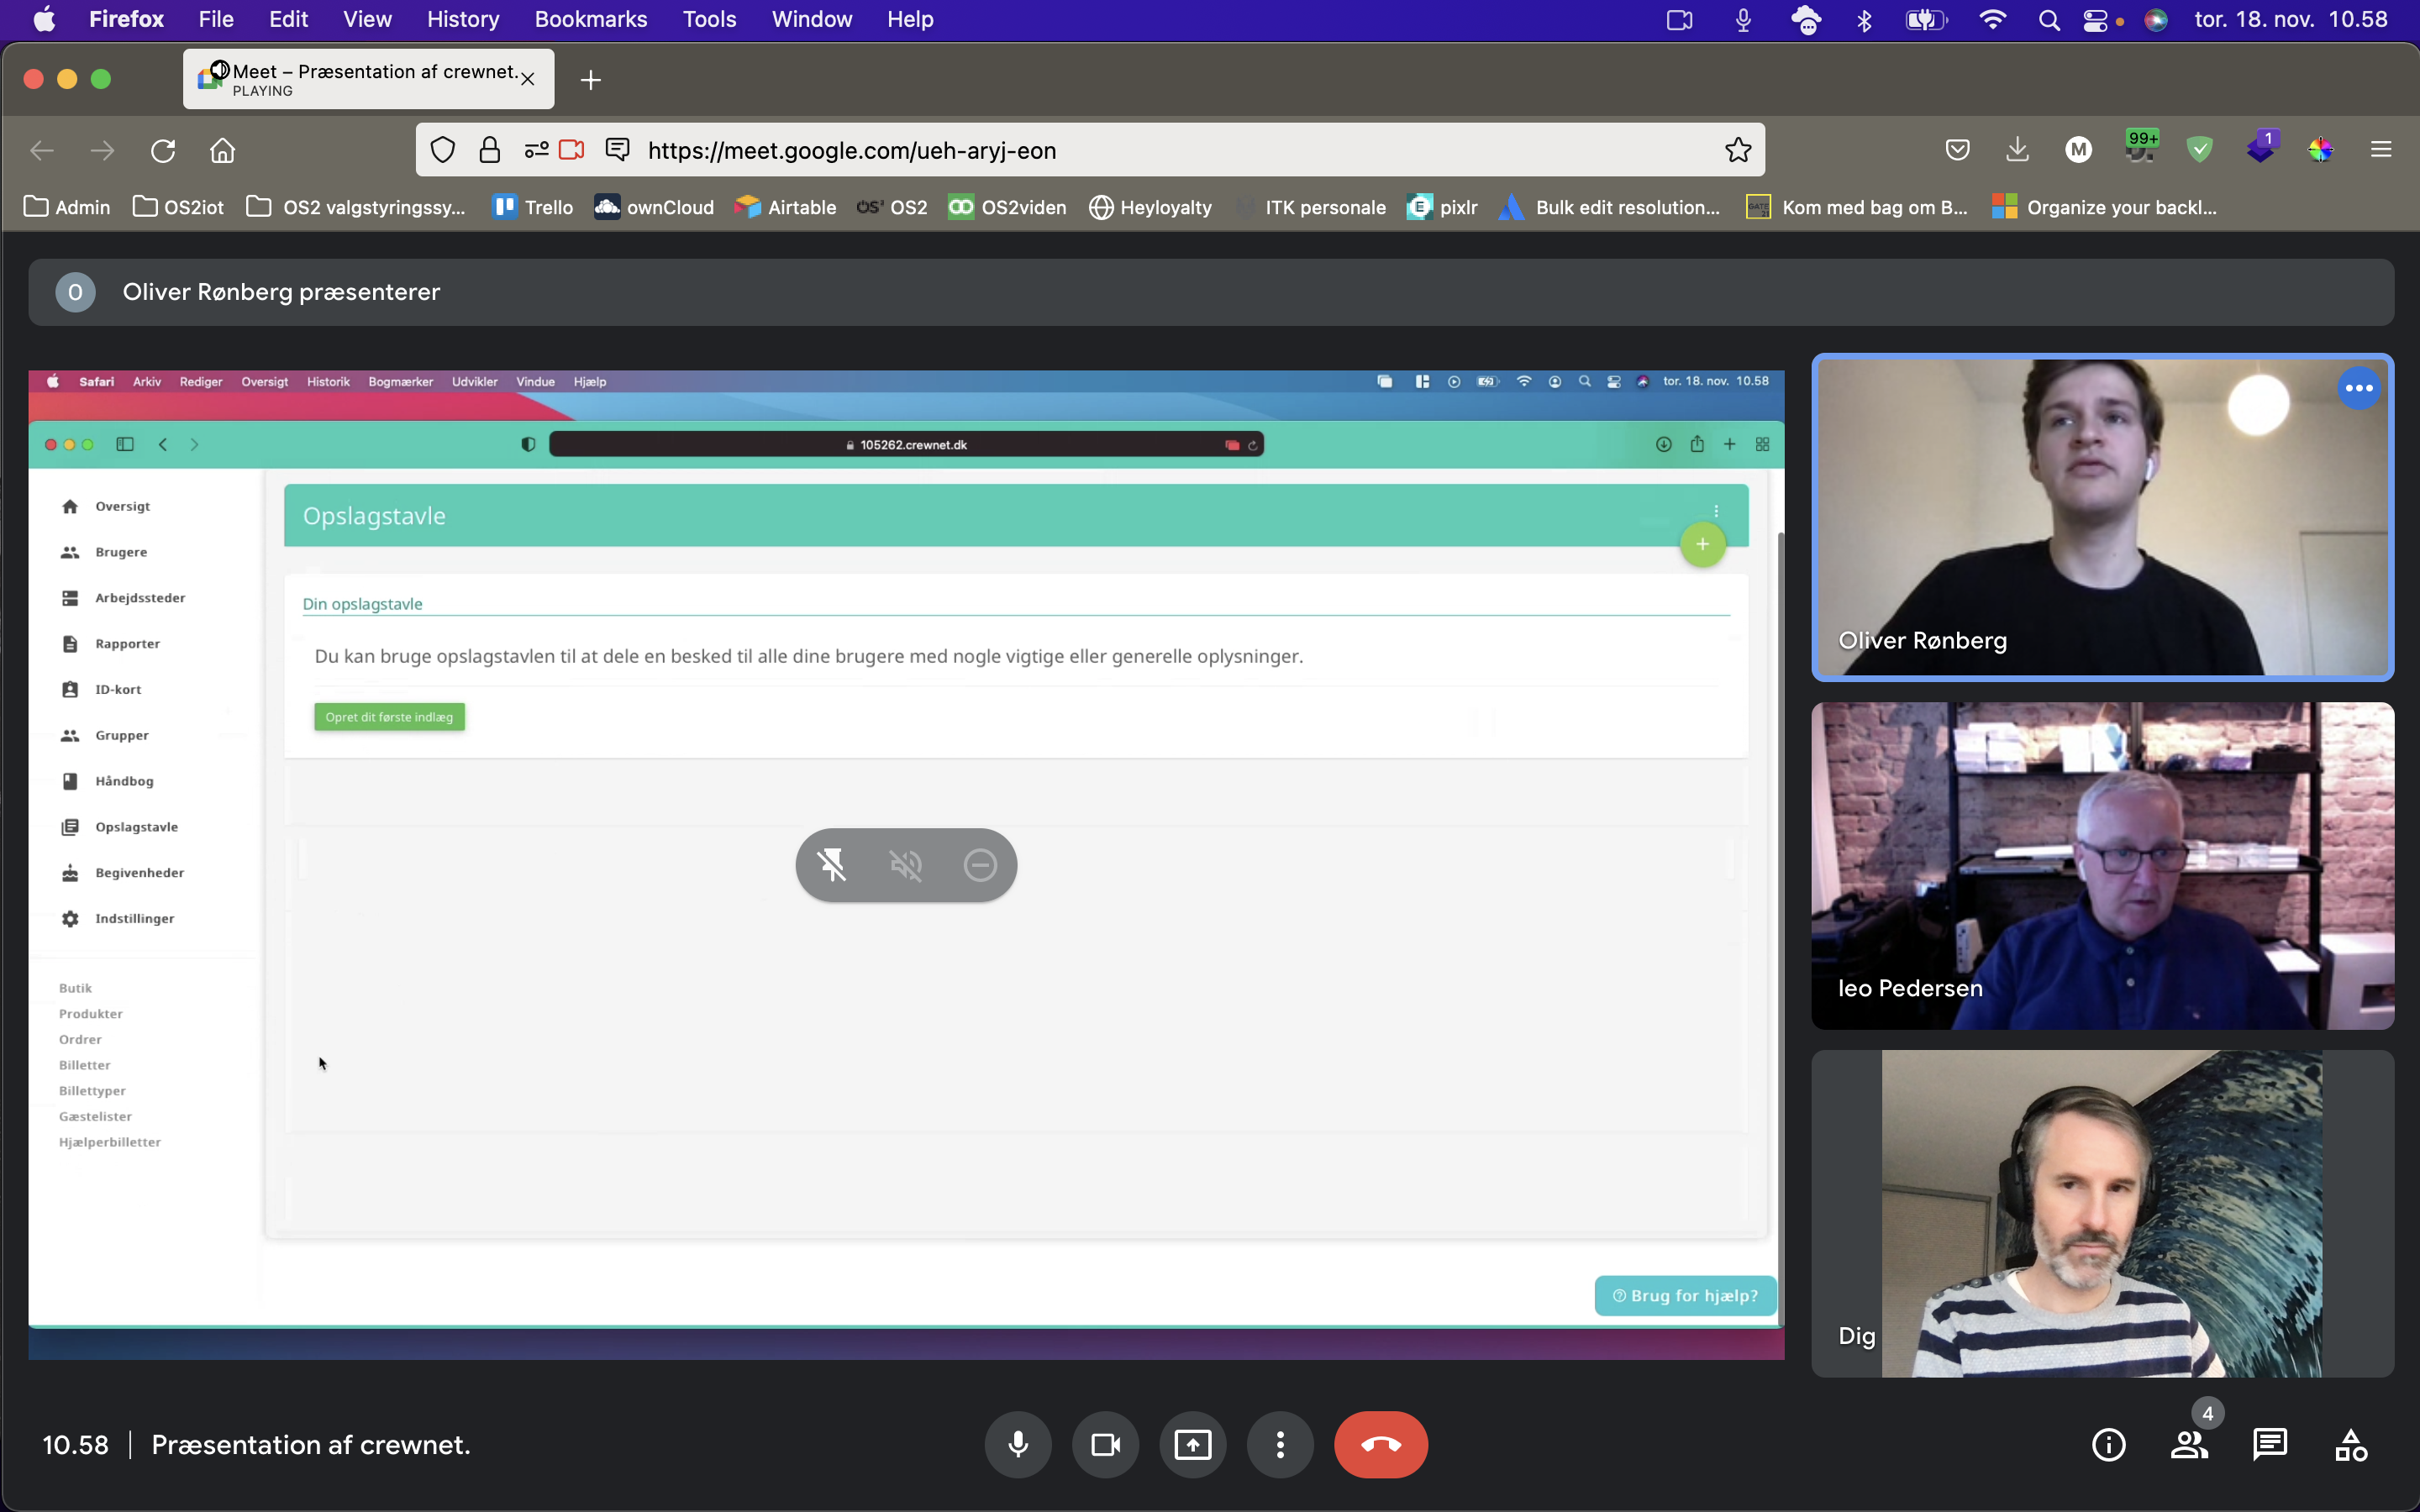 Firefox File Edit View History Bookmarks Tools Window Help tor. 18. nov. 10.58
Meet – Præsentation af crewnet.
PLAYING
https://meet.google.com/ueh-aryj-eon
M 99+ 1
Admin OS2iot OS2 valgstyringssy... Trello ownCloud Airtable OS² OS2 OS2viden Heyloyalty ITK personale E pixlr Bulk edit resolution... Kom med bag om B... Organize your backl...
O Oliver Rønberg præsenterer
Safari Arkiv Rediger Oversigt Historik Bogmærker Udvikler Vindue Hjælp tor. 18. nov. 10.58
105262.crewnet.dk
Oversigt
Brugere
Arbejdssteder
Rapporter
ID-kort
Grupper
Håndbog
Opslagstavle
Begivenheder
Indstillinger
Butik
Produkter
Ordrer
Billetter
Billettyper
Gæstelister
Hjælperbilletter
Opslagstavle
Din opslagstavle
Du kan bruge opslagstavlen til at dele en besked til alle dine brugere med nogle vigtige eller generelle oplysninger.
Opret dit første indlæg
Brug for hjælp?
Oliver Rønberg
leo Pedersen
Dig
10.58 | Præsentation af crewnet.
4